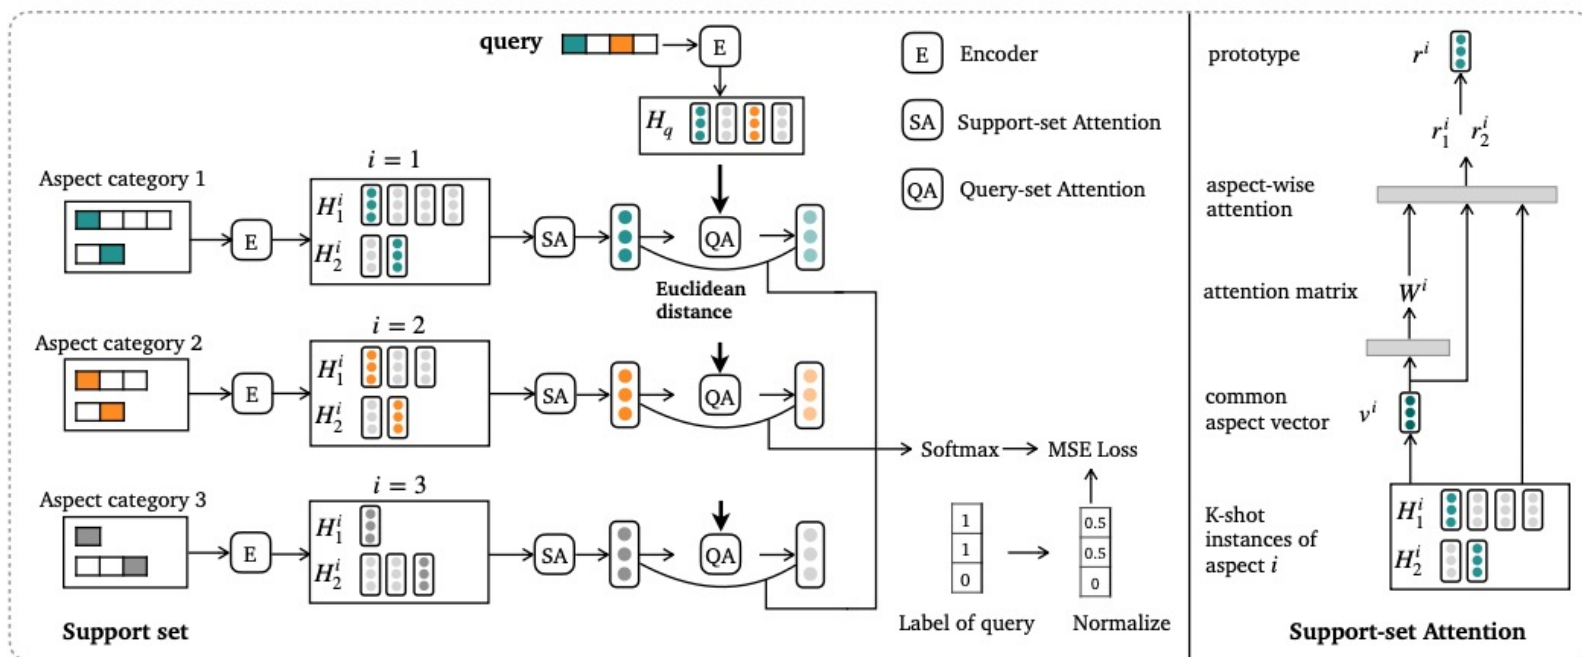 query
E
E
Encoder
H_q
SA
Support-set Attention
QA
Query-set Attention
Aspect category 1
i = 1
H_1^i
H_2^i
E
SA
QA
Euclidean
distance
Aspect category 2
i = 2
H_1^i
H_2^i
E
SA
QA
Softmax
MSE Loss
Aspect category 3
i = 3
H_1^i
H_2^i
E
SA
QA
1
1
0
0.5
0.5
0
Label of query
Normalize
Support set
prototype
r^i
r_1^i r_2^i
aspect-wise
attention
attention matrix
W^i
common
aspect vector
v^i
K-shot
instances of
aspect i
H_1^i
H_2^i
Support-set Attention